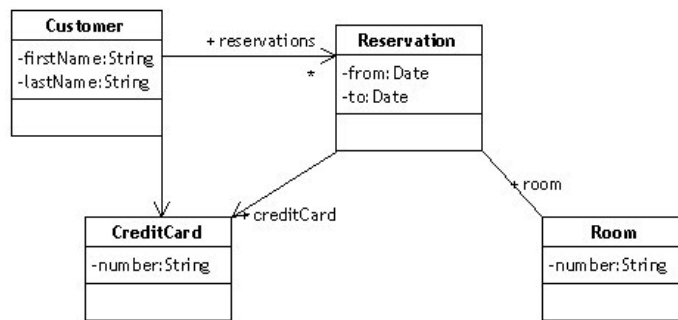 Customer
-firstName:String
-lastName:String
+ reservations
*
Reservation
-from:Date
-to:Date
+ room
+ creditCard
CreditCard
-number:String
Room
-number:String